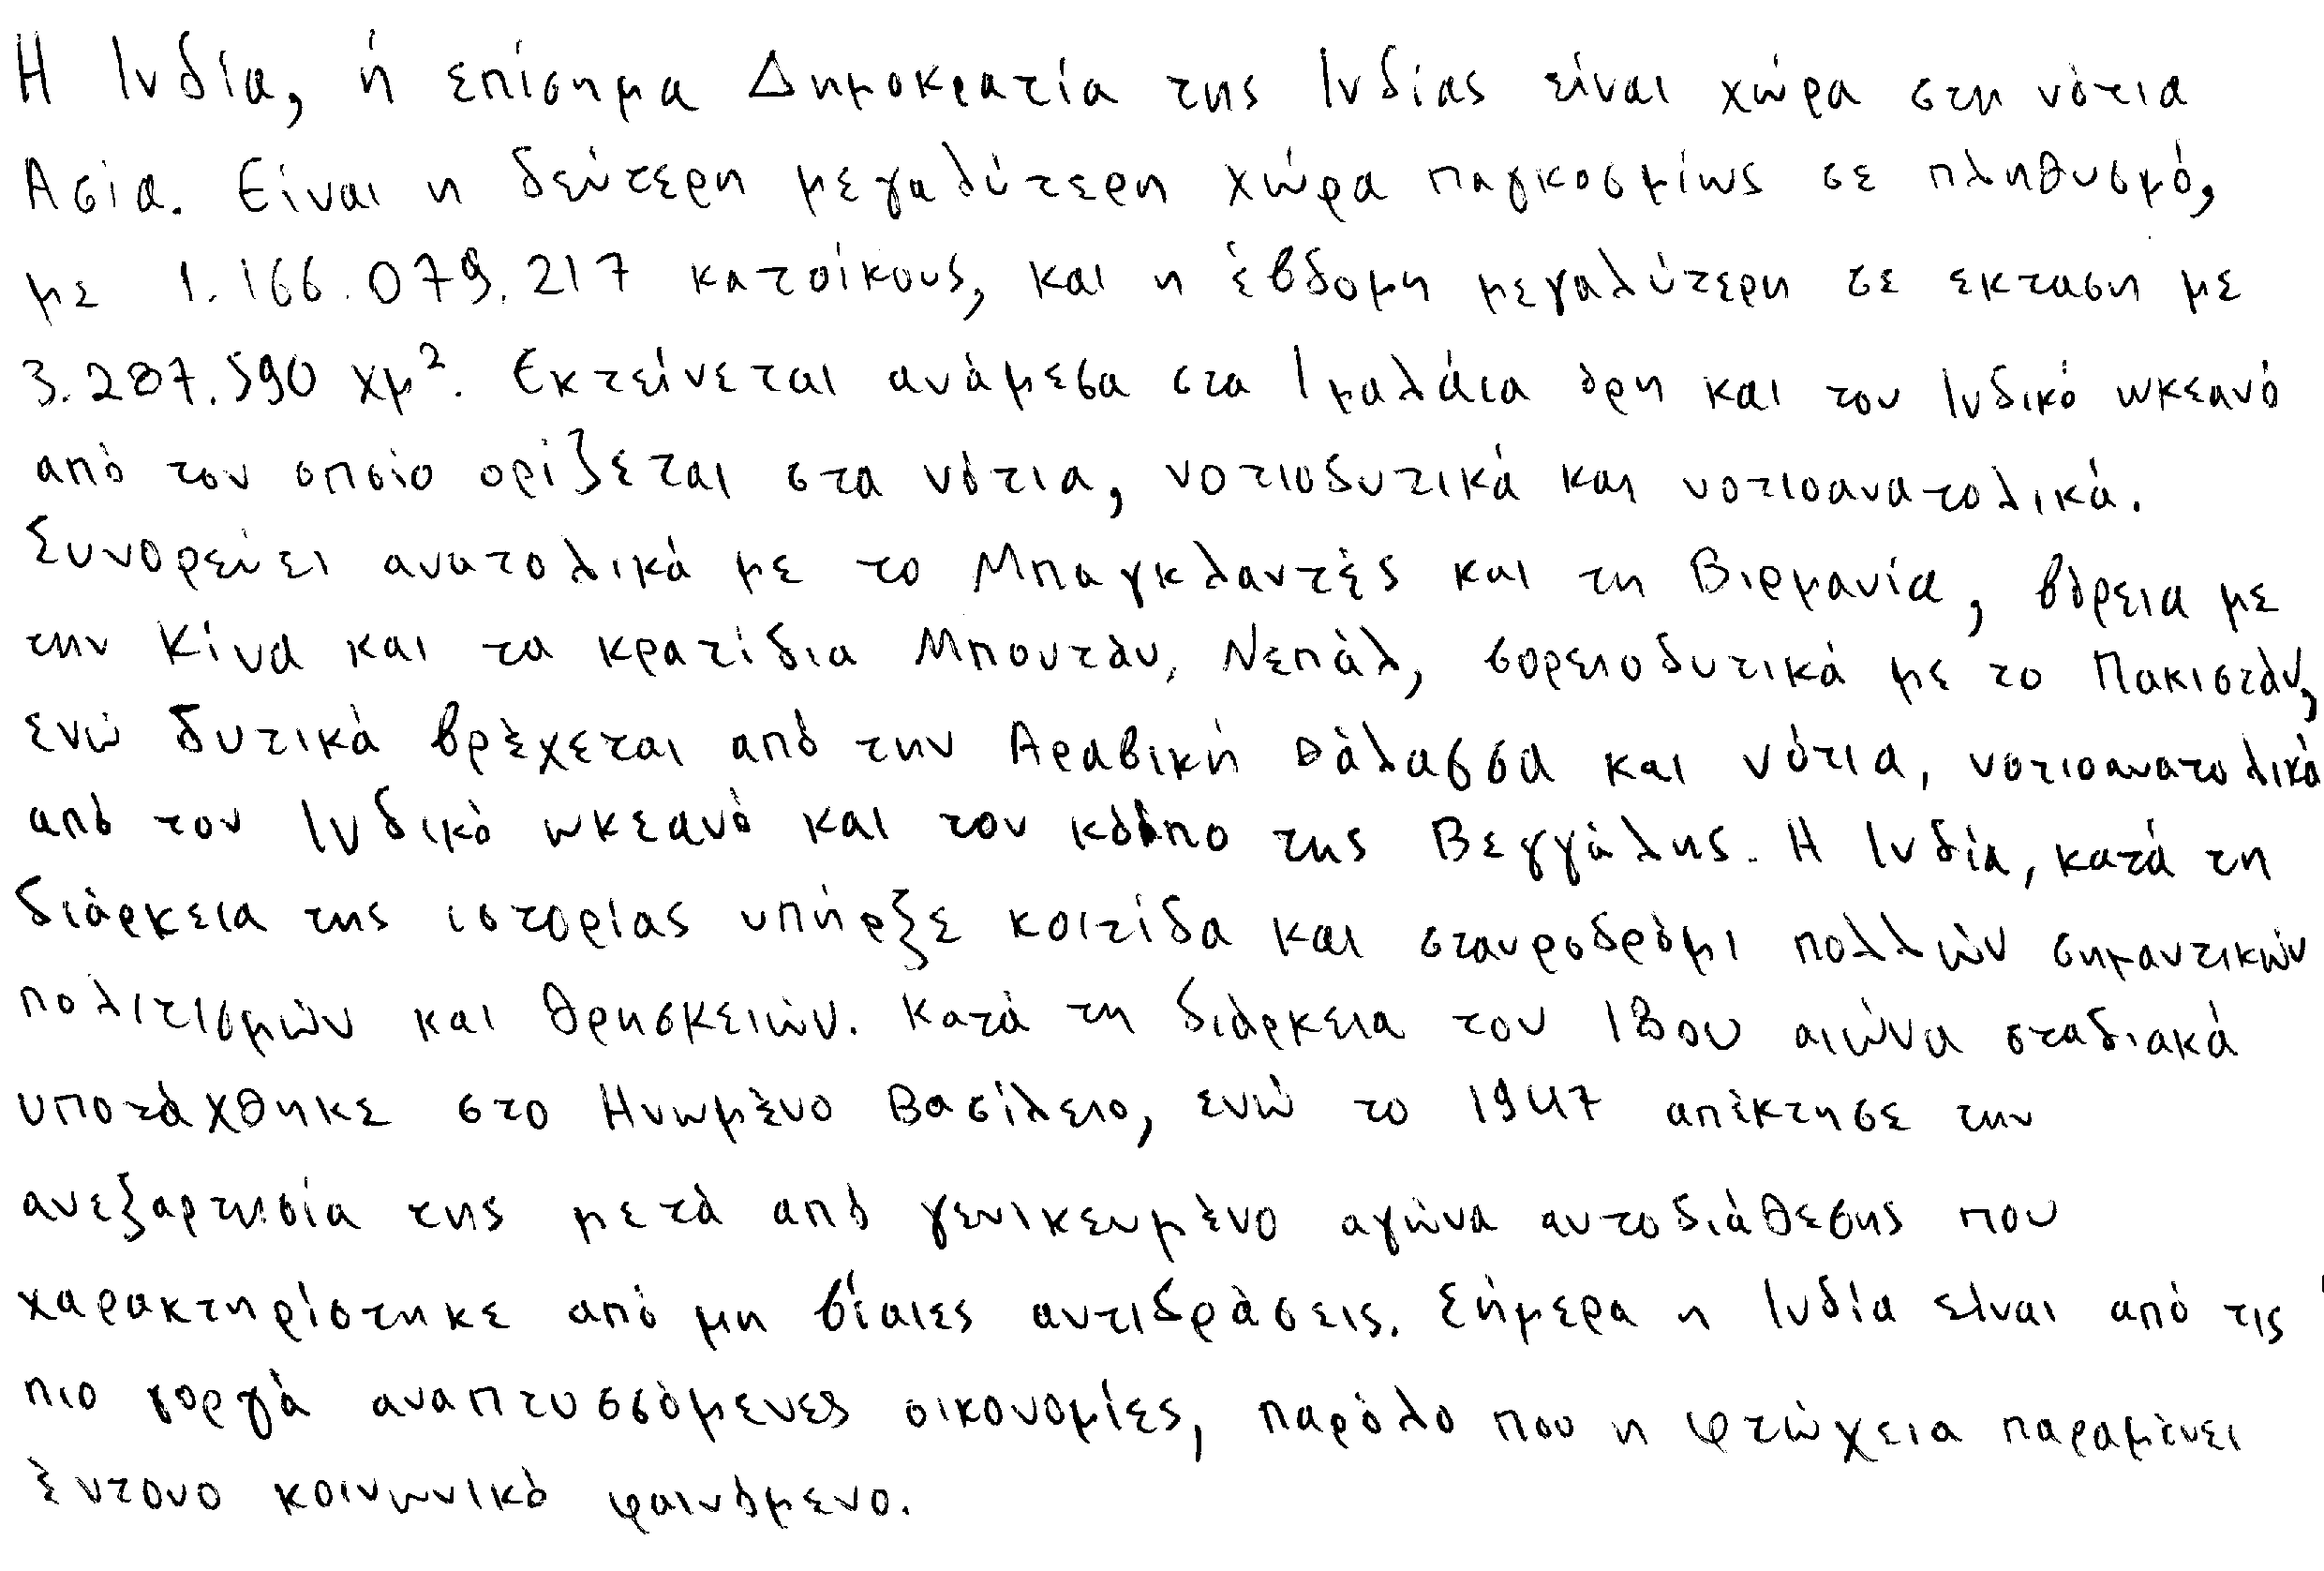 Η Ινδία, ή επίσημα Δημοκρατία της Ινδίας είναι χώρα στη νότια
Ασία. Είναι η δεύτερη μεγαλύτερη χώρα παγκοσμίως σε πληθυσμό,
με 1.166.079.217 κατοίκους, και η έβδομη μεγαλύτερη σε εκταση με
3.287.590 χμ². Εκτείνεται ανάμεσα στα Ιμαλάια όρη και τον Ινδικό ωκεανό
από τον οποίο ορίζεται στα νότια, νοτιοδυτικά και νοτιοανατολικά.
Συνορεύει ανατολικά με το Μπαγκλαντές και τη Βιρμανία, βόρεια με
την Κίνα και τα κρατίδια Μπουτάν, Νεπάλ, βορειοδυτικά με το Πακιστάν,
ενώ δυτικά βρέχεται από την Αραβική θάλασσα και νότια, νοτιοανατολικά
από τον Ινδικό ωκεανό και τον κόλπο της Βεγγάλης. Η Ινδία, κατά τη
διάρκεια της ιστορίας υπήρξε κοιτίδα και σταυροδρόμι πολλών σημαντικών
πολιτισμών και θρησκειών. Κατά τη διάρκεια του 18ου αιώνα σταδιακά
υποτάχθηκε στο Ηνωμένο Βασίλειο, ενώ το 1947 απέκτησε την
ανεξαρτησία της μετά από γενικευμένο αγώνα αυτοδιάθεσης που
χαρακτηρίστηκε από μη βίαιες αντιδράσεις. Σήμερα η Ινδία είναι από τις
πιο γοργά αναπτυσσόμενες οικονομίες, παρόλο που η φτώχεια παραμένει
έντονο κοινωνικό φαινόμενο.